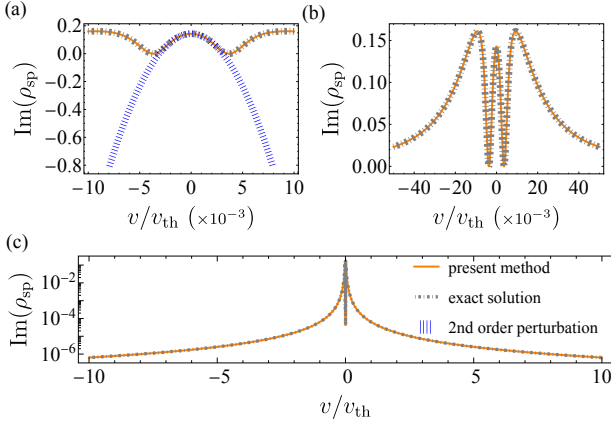 (a)
Im(ρsp)
0.2
0.0
−0.2
−0.4
−0.6
−0.8
−10 −5 0 5 10
v/vth (×10−3)
(b)
Im(ρsp)
0.15
0.10
0.05
0.00
−40 −20 0 20 40
v/vth (×10−3)
(c)
Im(ρsp)
10−2
10−4
10−6
present method
exact solution
2nd order perturbation
−10 −5 0 5 10
v/vth